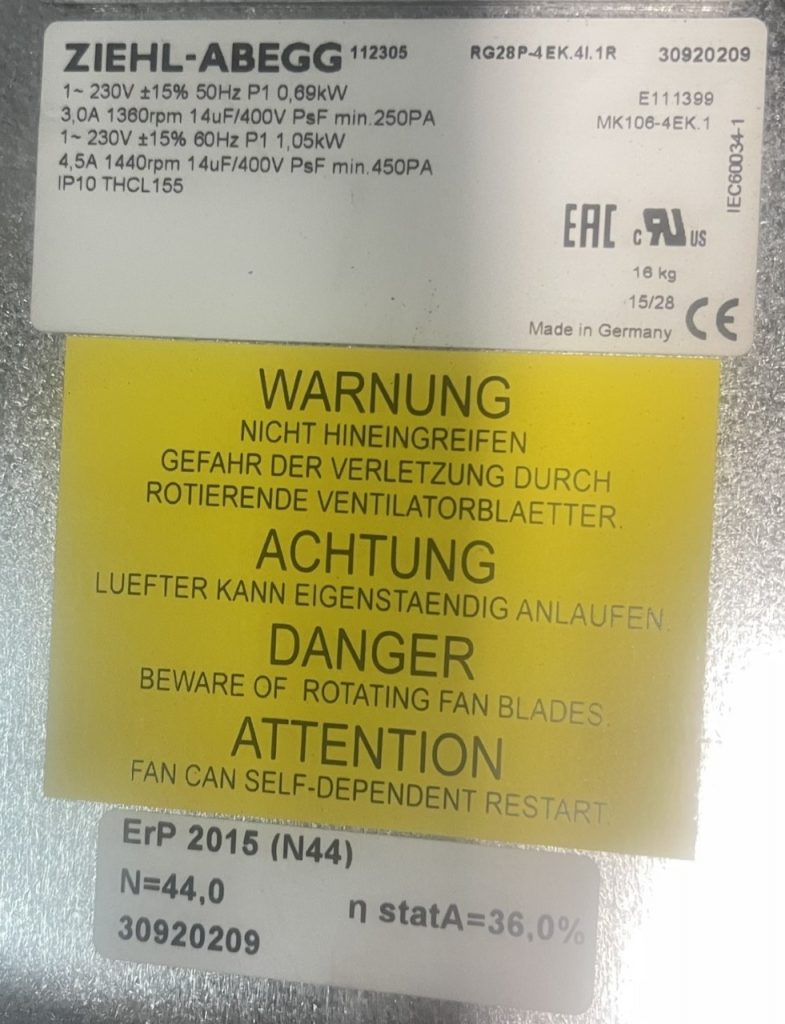 ZIEHL-ABEGG 112305 RG28P-4EK.4I.1R 30920209
1~ 230V ±15% 50Hz P1 0,69kW
3,0A 1360rpm 14uF/400V PsF min.250PA
1~ 230V ±15% 60Hz P1 1,05kW
4,5A 1440rpm 14uF/400V PsF min.450PA
IP10 THCL155
E111399
MK106-4EK.1
IEC60034-1
EAC c RU US
16 kg
15/28
Made in Germany CE
WARNUNG
NICHT HINEINGREIFEN
GEFAHR DER VERLETZUNG DURCH
ROTIERENDE VENTILATORBLAETTER.
ACHTUNG
LUEFTER KANN EIGENSTAENDIG ANLAUFEN.
DANGER
BEWARE OF ROTATING FAN BLADES.
ATTENTION
FAN CAN SELF-DEPENDENT RESTART.
ErP 2015 (N44)
N=44,0
η statA=36,0%
30920209